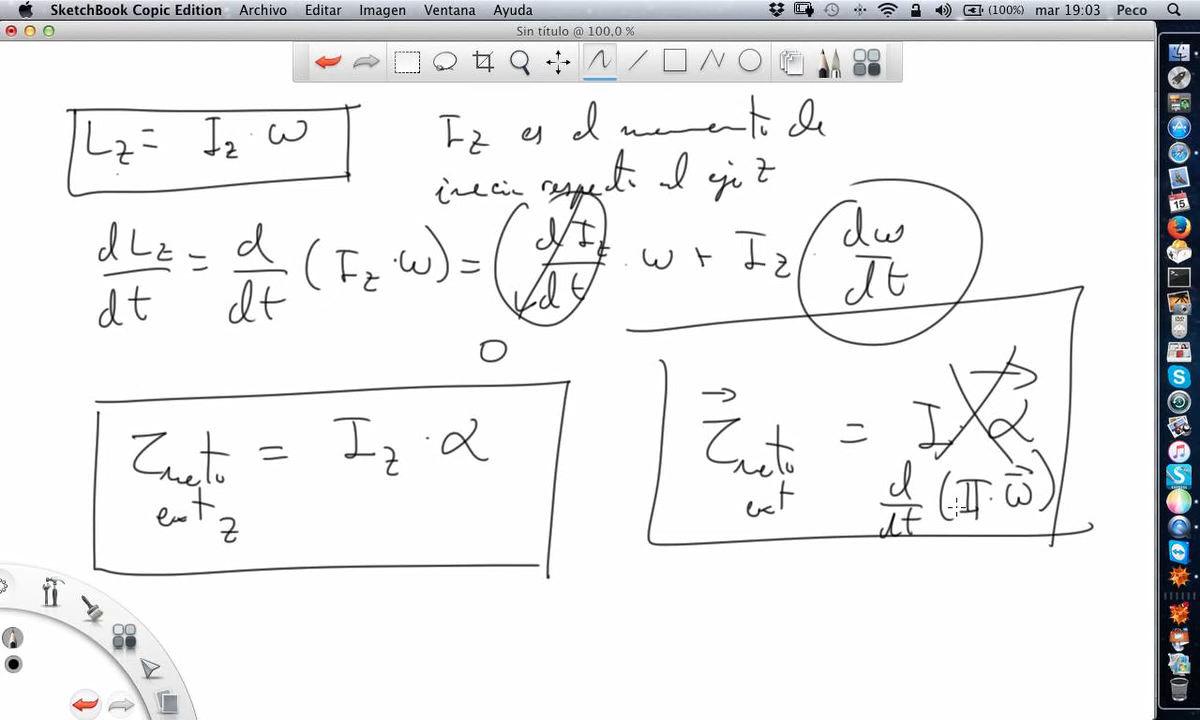 SketchBook Copic Edition Archivo Editar Imagen Ventana Ayuda (100%) mar 19:03 Peco
Sin título @ 100,0 %
L_z = I_z · ω
I_z es el momento de
inercia respecto al eje z
dL_z/dt = d/dt (I_z · ω) = (dI_z/dt) · ω + I_z (dω/dt)
0
τ_neto ext z = I_z · α
τ⃗_neto ext = I · α⃗
d/dt (𝕀 · ω⃗)
15